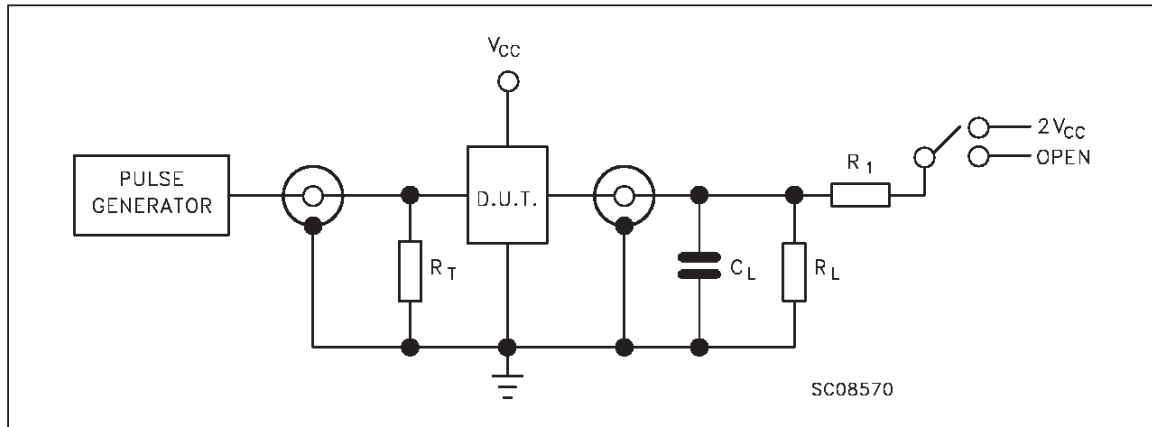 VCC
PULSE
GENERATOR
D.U.T.
RT
CL
RL
R1
2VCC
OPEN
SC08570